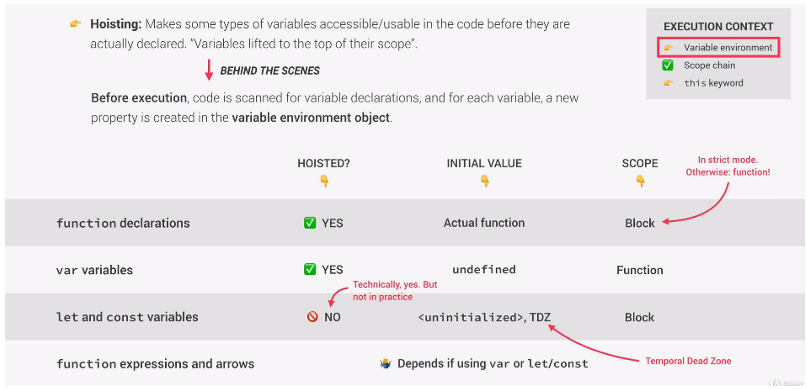 Hoisting: Makes some types of variables accessible/usable in the code before they are
actually declared. “Variables lifted to the top of their scope”.
BEHIND THE SCENES
Before execution, code is scanned for variable declarations, and for each variable, a new
property is created in the variable environment object.
EXECUTION CONTEXT
Variable environment
Scope chain
this keyword
HOISTED?
INITIAL VALUE
SCOPE
In strict mode.
Otherwise: function!
function declarations
YES
Actual function
Block
var variables
YES
undefined
Function
Technically, yes. But
not in practice
let and const variables
NO
<uninitialized>, TDZ
Block
Temporal Dead Zone
function expressions and arrows
Depends if using var or let/const